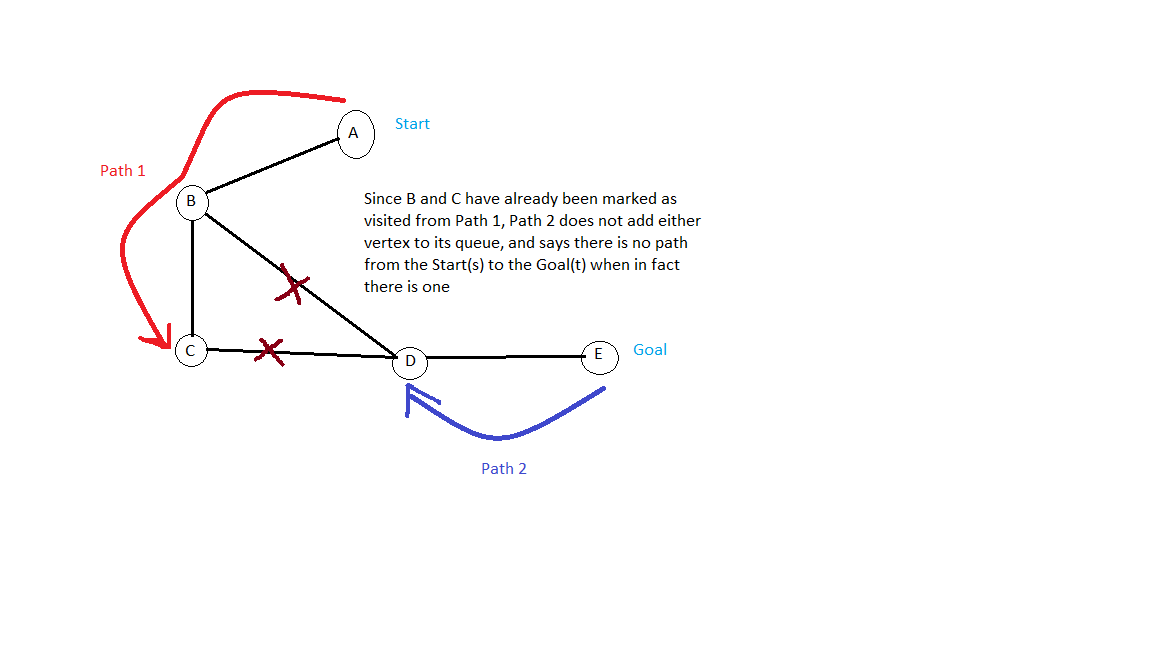 A
Start
Path 1
B
Since B and C have already been marked as
visited from Path 1, Path 2 does not add either
vertex to its queue, and says there is no path
from the Start(s) to the Goal(t) when in fact
there is one
C
D
E
Goal
Path 2